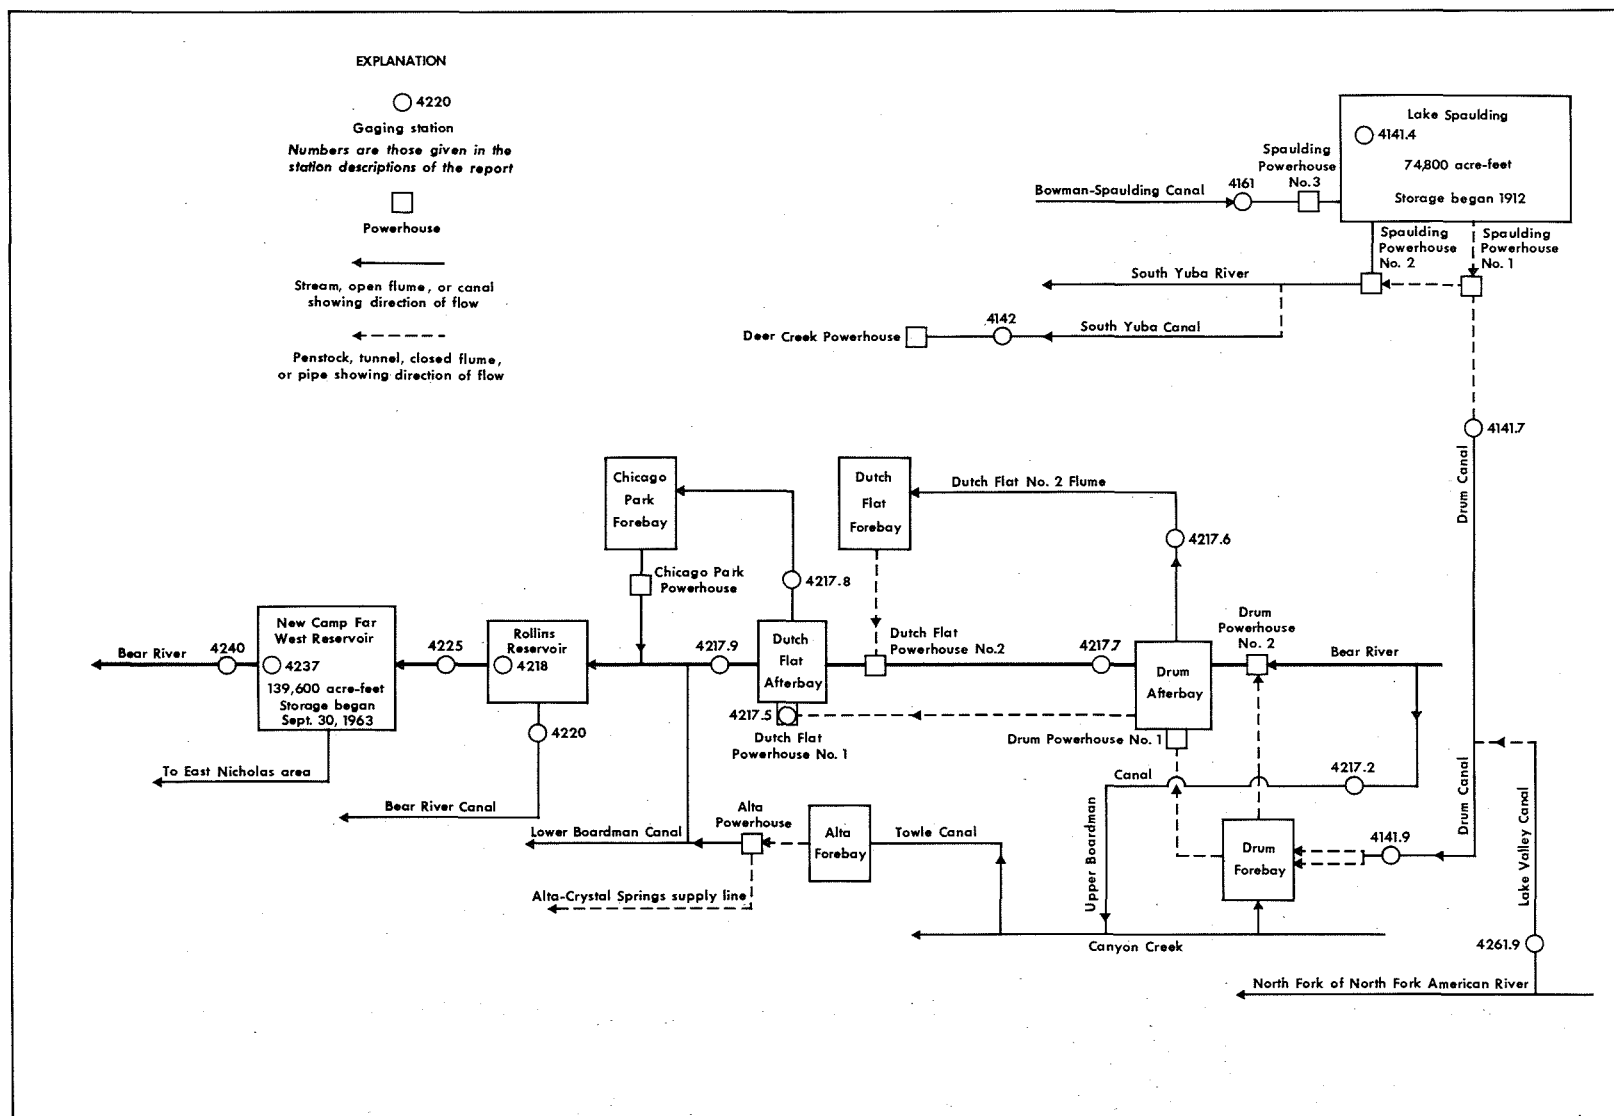 EXPLANATION
4220
Gaging station
Numbers are those given in the
station descriptions of the report
Powerhouse
Stream, open flume, or canal
showing direction of flow
Penstock, tunnel, closed flume,
or pipe showing direction of flow
Lake Spaulding
4141.4
74,800 acre-feet
Storage began 1912
Spaulding
Powerhouse
No.3
Bowman-Spaulding Canal
4161
Spaulding
Powerhouse
No. 2
Spaulding
Powerhouse
No. 1
South Yuba River
Deer Creek Powerhouse
4142
South Yuba Canal
4141.7
Drum Canal
Chicago
Park
Forebay
Dutch
Flat
Forebay
Dutch Flat No. 2 Flume
4217.6
Chicago Park
Powerhouse
4217.8
New Camp Far
West Reservoir
4237
139,600 acre-feet
Storage began
Sept. 30, 1963
Bear River
4240
4225
Rollins
Reservoir
4218
4217.9
Dutch
Flat
Afterbay
Dutch Flat
Powerhouse No.2
4217.7
Drum
Afterbay
Drum
Powerhouse
No. 2
Bear River
4220
4217.5
Dutch Flat
Powerhouse No. 1
Drum Powerhouse No. 1
To East Nicholas area
Bear River Canal
Canal
4217.2
Upper Boardman
Drum Canal
Lake Valley Canal
Lower Boardman Canal
Alta
Powerhouse
Alta
Forebay
Towle Canal
Drum
Forebay
4141.9
Alta-Crystal Springs supply line
Canyon Creek
4261.9
North Fork of North Fork American River